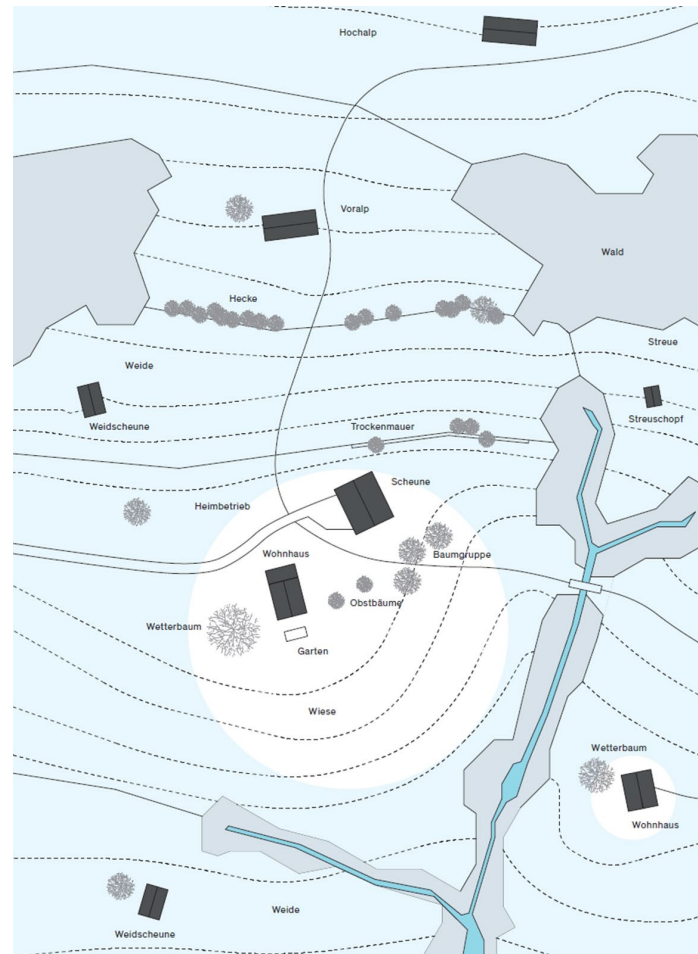 Hochalp
Voralp
Wald
Hecke
Streue
Weide
Weidscheune
Streuschopf
Trockenmauer
Scheune
Heimbetrieb
Wohnhaus
Baumgruppe
Obstbäume
Wetterbaum
Garten
Wiese
Wetterbaum
Wohnhaus
Weide
Weidscheune